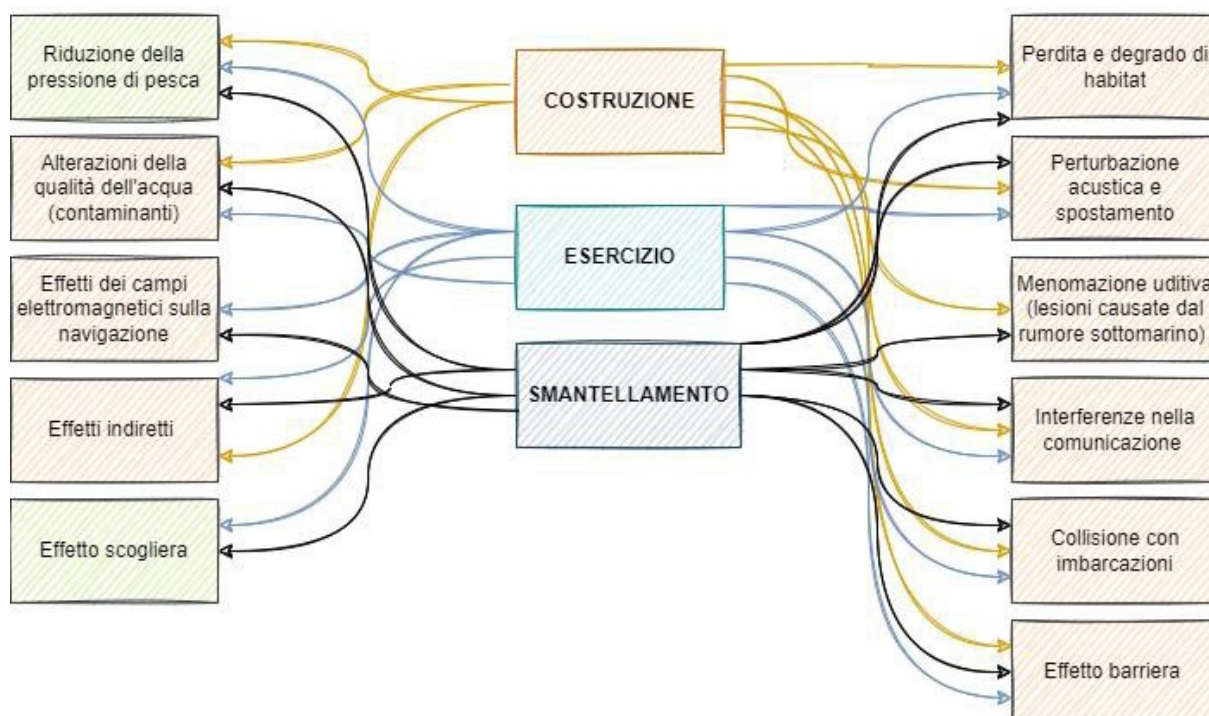 Riduzione della
pressione di pesca
Alterazioni della
qualità dell'acqua
(contaminanti)
Effetti dei campi
elettromagnetici sulla
navigazione
Effetti indiretti
Effetto scogliera
COSTRUZIONE
ESERCIZIO
SMANTELLAMENTO
Perdita e degrado di
habitat
Perturbazione
acustica e
spostamento
Menomazione uditiva
(lesioni causate dal
rumore sottomarino)
Interferenze nella
comunicazione
Collisione con
imbarcazioni
Effetto barriera